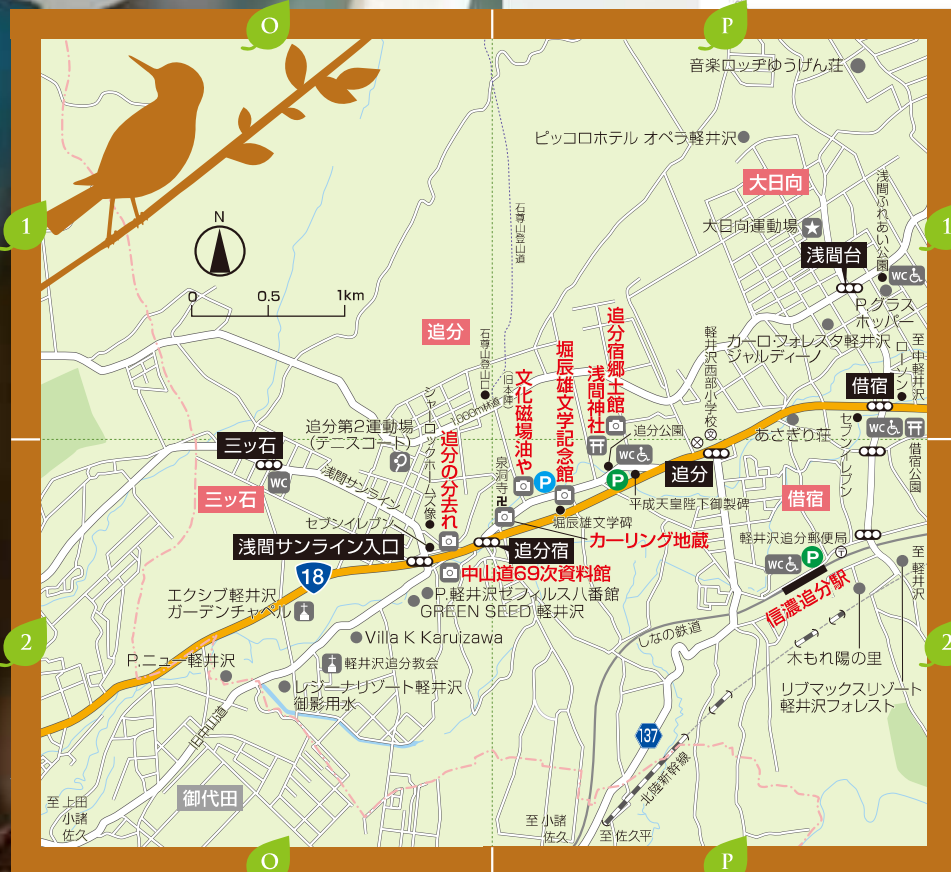 O
P
音楽ロッヂゆうげん荘
ピッコロホテル オペラ軽井沢
大日向
浅間ふれあい公園
1
1
N
石尊山登山道
大日向運動場
浅間台
WC
0 0.5 1km
P.グラス
ホッパー
追分
石尊山登山口
旧本陣
1000m林道
文化磁場油や
堀辰雄文学記念館
浅間神社
追分宿郷土館
軽井沢西部小学校
カーロ・フォレスタ軽井沢
ジャルディーノ
ローソン
至 中軽井沢
借宿
シャーロックホームズ像
追分第2運動場
(テニスコート)
追分の分去れ
追分公園
あさぎり荘
セブンイレブン
WC
借宿公園
三ッ石
WC
三ッ石
浅間サンライン
泉洞寺
P
P
WC
追分
平成天皇陛下御製碑
借宿
セブンイレブン
堀辰雄文学碑
カーリング地蔵
軽井沢追分郵便局
浅間サンライン入口
追分宿
WC
P
至 軽井沢
18
中山道69次資料館
信濃追分駅
エクシブ軽井沢
ガーデンチャペル
P.軽井沢ゼフィルス八番館
GREEN SEED 軽井沢
2
2
Villa K Karuizawa
しなの鉄道
P.ニュー軽井沢
軽井沢追分教会
木もれ陽の里
レジーナリゾート軽井沢
御影用水
リブマックスリゾート
軽井沢フォレスト
旧中山道
137
北陸新幹線
御代田
至 上田
小諸
佐久
至 小諸
佐久
至 佐久平
O
P